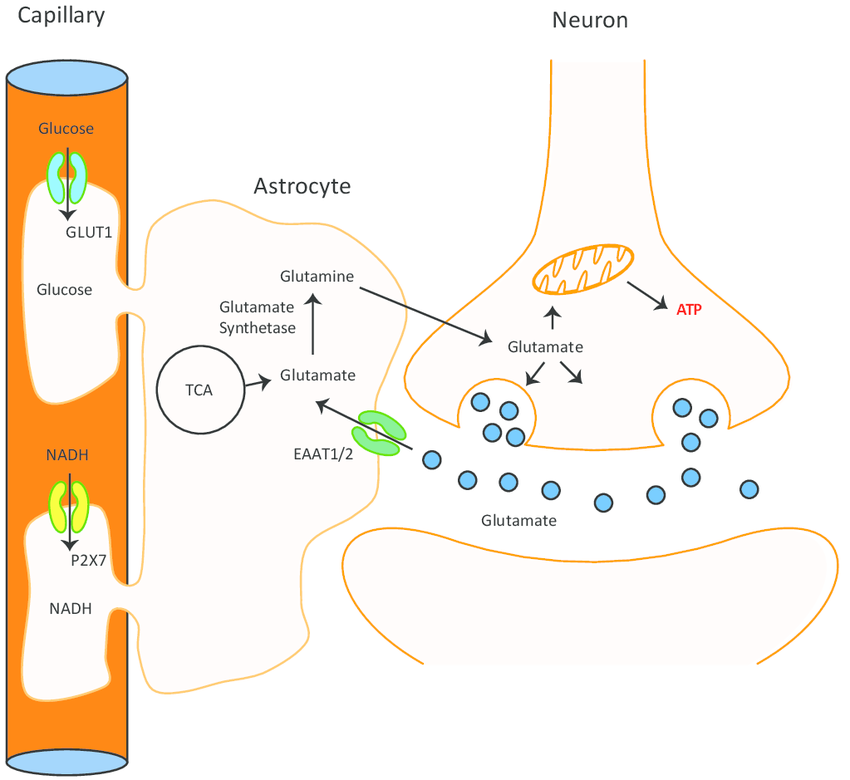 Capillary
Neuron
Glucose
Astrocyte
GLUT1
Glucose
Glutamine
Glutamate
Synthetase
ATP
Glutamate
TCA
Glutamate
NADH
EAAT1/2
Glutamate
P2X7
NADH